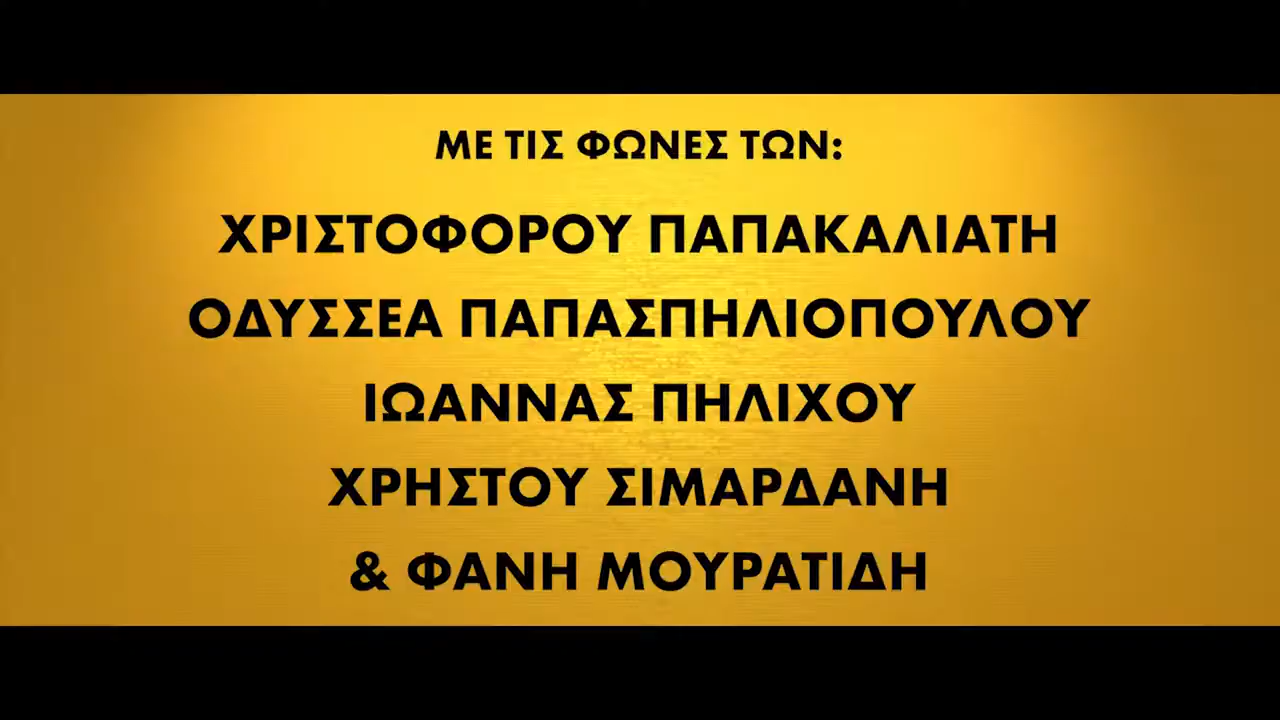 ΜΕ ΤΙΣ ΦΩΝΕΣ ΤΩΝ:
ΧΡΙΣΤΟΦΟΡΟΥ ΠΑΠΑΚΑΛΙΑΤΗ
ΟΔΥΣΣΕΑ ΠΑΠΑΣΠΗΛΙΟΠΟΥΛΟΥ
ΙΩΑΝΝΑΣ ΠΗΛΙΧΟΥ
ΧΡΗΣΤΟΥ ΣΙΜΑΡΔΑΝΗ
& ΦΑΝΗ ΜΟΥΡΑΤΙΔΗ